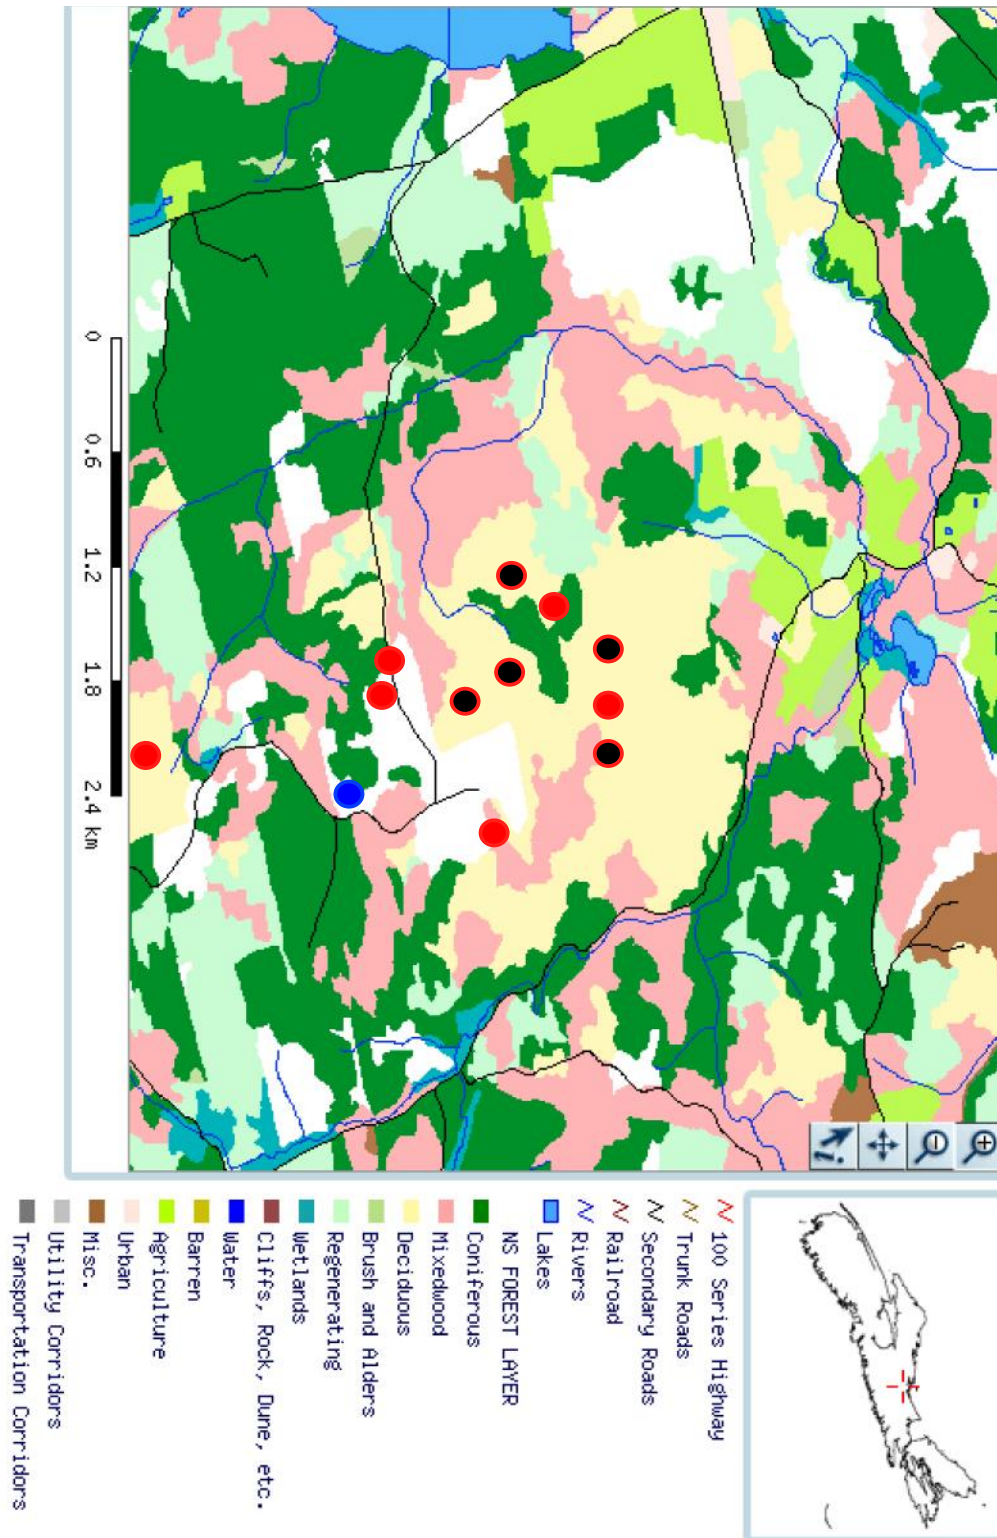 0
0.6
1.2
1.8
2.4 km
100 Series Highway
Trunk Roads
Secondary Roads
Railroad
Rivers
Lakes
NS FOREST LAYER
Coniferous
Mixedwood
Deciduous
Brush and Alders
Regenerating
Wetlands
Cliffs, Rock, Dune, etc.
Water
Barren
Agriculture
Urban
Misc.
Utility Corridors
Transportation Corridors